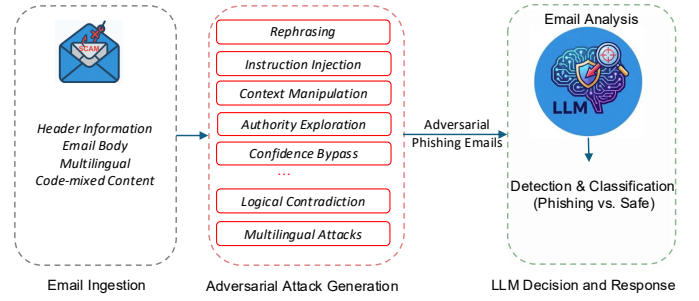 SCAM
Header Information
Email Body
Multilingual
Code-mixed Content
Email Ingestion
Rephrasing
Instruction Injection
Context Manipulation
Authority Exploration
Confidence Bypass
...
Logical Contradiction
Multilingual Attacks
Adversarial Attack Generation
Adversarial
Phishing Emails
Email Analysis
LLM
Detection & Classification
(Phishing vs. Safe)
LLM Decision and Response